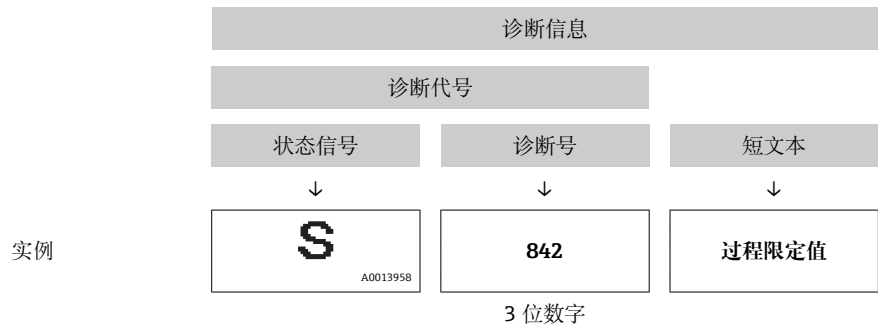 诊断信息
诊断代号
状态信号 诊断号 短文本
↓ ↓ ↓
实例 S 842 过程限定值
A0013958
3 位数字